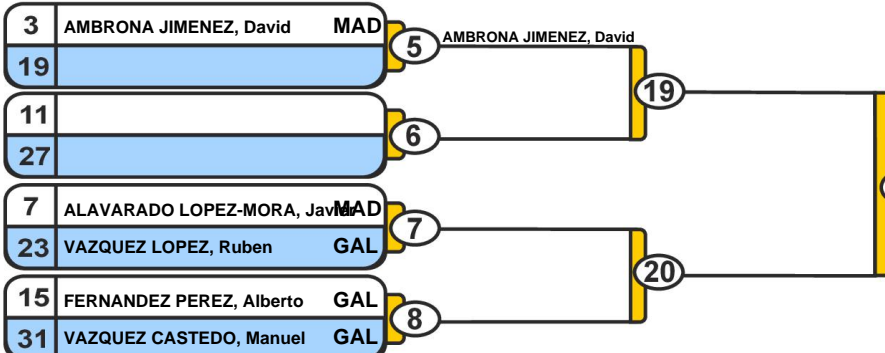 3 AMBRONA JIMENEZ, David MAD
5 AMBRONA JIMENEZ, David
19
19
11
6
27
7 ALAVARADO LOPEZ-MORA, Javier MAD
7
23 VAZQUEZ LOPEZ, Ruben GAL
20
15 FERNANDEZ PEREZ, Alberto GAL
8
31 VAZQUEZ CASTEDO, Manuel GAL